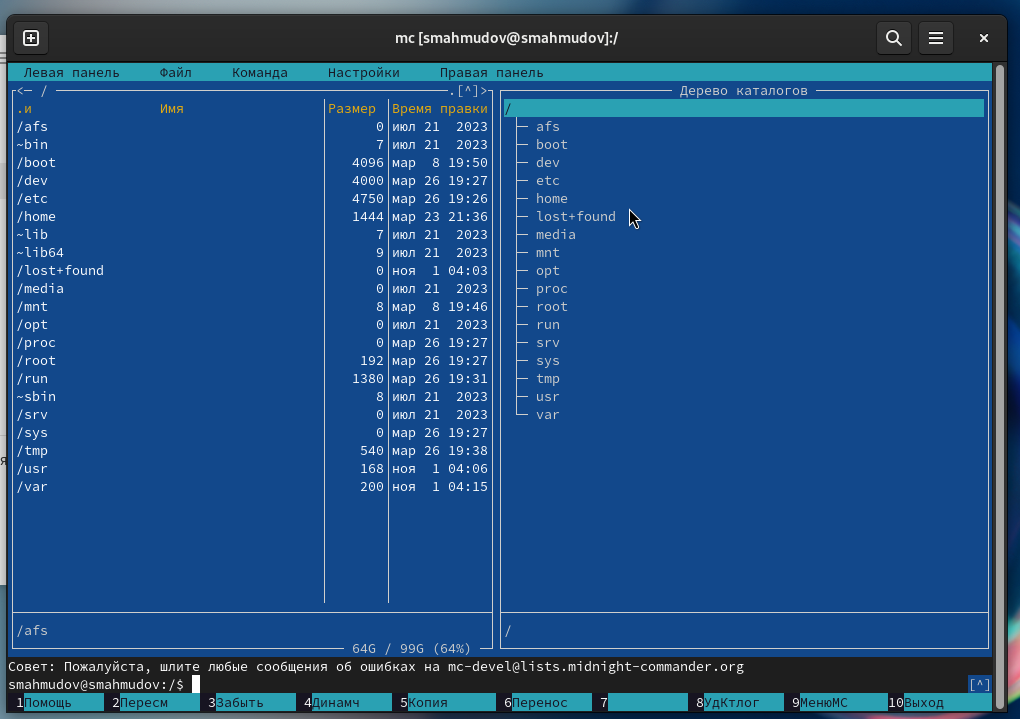 mc [smahmudov@smahmudov]:/
Левая панель Файл Команда Настройки Правая панель
<─ / .[^]>
.и Имя Размер Время правки
/afs 0 июл 21 2023
~bin 7 июл 21 2023
/boot 4096 мар 8 19:50
/dev 4000 мар 26 19:27
/etc 4750 мар 26 19:26
/home 1444 мар 23 21:36
~lib 7 июл 21 2023
~lib64 9 июл 21 2023
/lost+found 0 ноя 1 04:03
/media 0 июл 21 2023
/mnt 8 мар 8 19:46
/opt 0 июл 21 2023
/proc 0 мар 26 19:27
/root 192 мар 26 19:27
/run 1380 мар 26 19:31
~sbin 8 июл 21 2023
/srv 0 июл 21 2023
/sys 0 мар 26 19:27
/tmp 540 мар 26 19:38
/usr 168 ноя 1 04:06
/var 200 ноя 1 04:15
/afs
64G / 99G (64%)
Дерево каталогов
/
afs
boot
dev
etc
home
lost+found
media
mnt
opt
proc
root
run
srv
sys
tmp
usr
var
/
Совет: Пожалуйста, шлите любые сообщения об ошибках на mc-devel@lists.midnight-commander.org
smahmudov@smahmudov:/$ [^]
1Помощь 2Пересм 3Забыть 4Динамч 5Копия 6Перенос 7 8УдКтлог 9МенюMC 10Выход